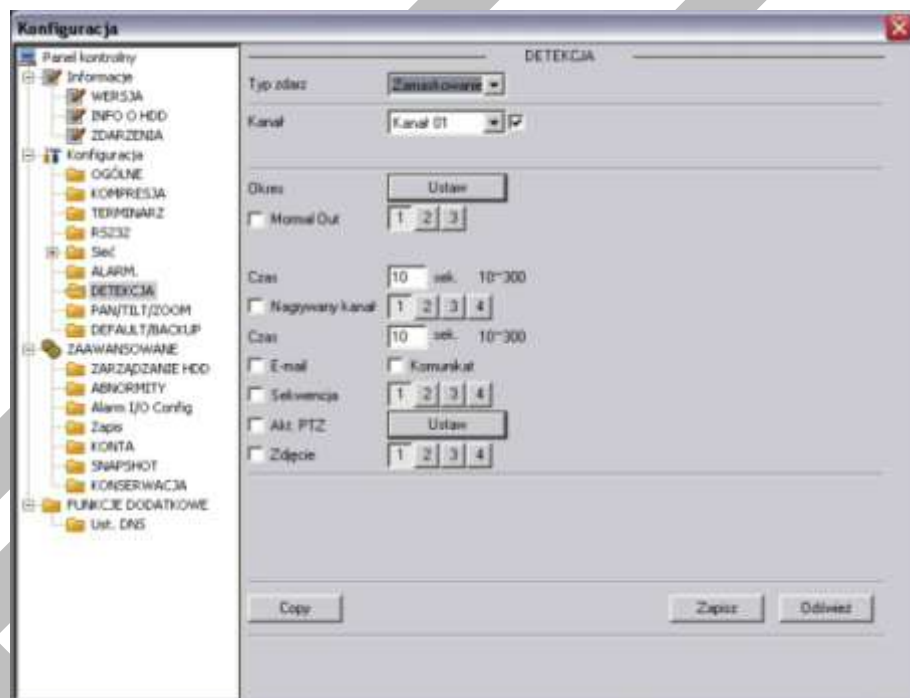 Konfiguracja
Panel kontrolny
Informacje
WERSJA
INFO O HDD
ZDARZENIA
Konfiguracja
OGÓLNE
KOMPRESJA
TERMINARZ
RS232
Sieć
ALARM.
DETEKCJA
PAN/TILT/ZOOM
DEFAULT/BACKUP
ZAAWANSOWANE
ZARZĄDZANIE HDD
ABNORMITY
Alarm I/O Config
Zapis
KONTA
SNAPSHOT
KONSERWACJA
FUNKCJE DODATKOWE
Ust. DNS
DETEKCJA
Typ zdarz Zamaskowanie
Kanał Kanał 01
Okres Ustaw
Normal Out 1 2 3
Czas 10 sek. 10~300
Nagrywany kanał 1 2 3 4
Czas 10 sek. 10~300
E-mail Komunikat
Sekwencja 1 2 3 4
Akt. PTZ Ustaw
Zdjęcie 1 2 3 4
Copy Zapisz Odśwież